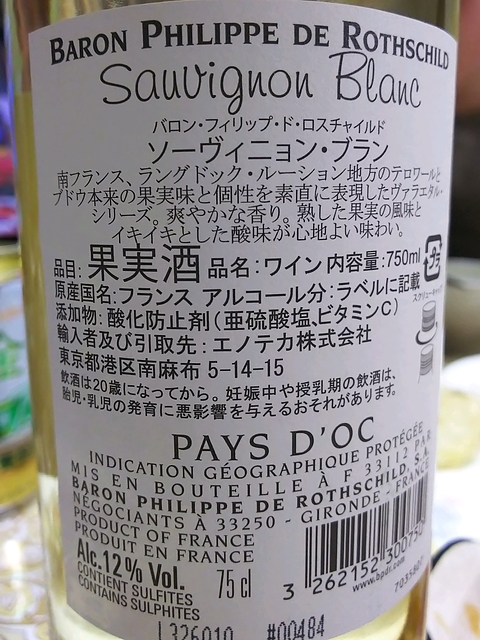 BARON PHILIPPE DE ROTHSCHILD
Sauvignon Blanc
バロン・フィリップ・ド・ロスチャイルド
ソーヴィニョン・ブラン
南フランス、ラングドック・ルーション地方のテロワールと
ブドウ本来の果実味と個性を素直に表現したヴァラエタル・
シリーズ。爽やかな香り。熟した果実の風味と
イキイキとした酸味が心地よい味わい。
品目:果実酒 品名:ワイン 内容量:750ml
原産国名:フランス アルコール分:ラベルに記載
スクリューキャップ
添加物:酸化防止剤(亜硫酸塩、ビタミンC)
輸入者及び引取先:エノテカ株式会社
東京都港区南麻布 5-14-15
飲酒は20歳になってから。妊娠中や授乳期の飲酒は、
胎児・乳児の発育に悪影響を与えるおそれがあります。
PAYS D'OC
INDICATION GÉOGRAPHIQUE PROTÉGÉE
MIS EN BOUTEILLE À F 33112 PAR
BARON PHILIPPE DE ROTHSCHILD, S.A.
NÉGOCIANTS À 33250 - GIRONDE - FRANCE
PRODUCT OF FRANCE
PRODUIT EN FRANCE
Alc.12% Vol.
CONTIENT SULFITES
CONTAINS SULPHITES
75 cl
3 262152 300750
www.bpdr.com
L326010 #00484